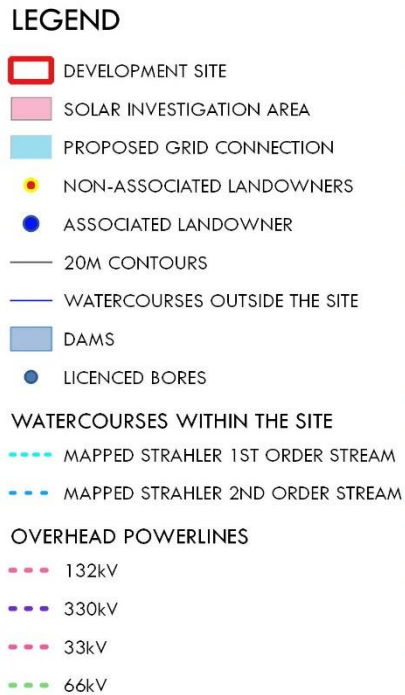 LEGEND
DEVELOPMENT SITE
SOLAR INVESTIGATION AREA
PROPOSED GRID CONNECTION
NON-ASSOCIATED LANDOWNERS
ASSOCIATED LANDOWNER
20M CONTOURS
WATERCOURSES OUTSIDE THE SITE
DAMS
LICENCED BORES
WATERCOURSES WITHIN THE SITE
MAPPED STRAHLER 1ST ORDER STREAM
MAPPED STRAHLER 2ND ORDER STREAM
OVERHEAD POWERLINES
132kV
330kV
33kV
66kV